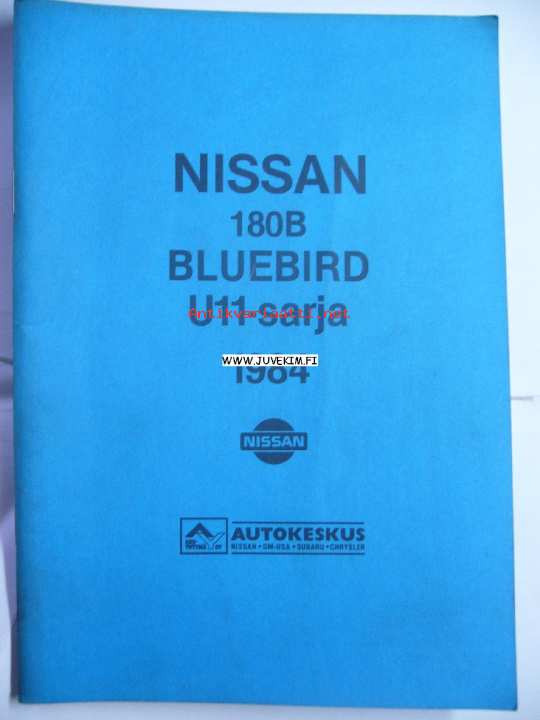 NISSAN
180B
BLUEBIRD
antikvariaatti.net
U11-sarja
WWW.JUVEKIM.FI
1984
NISSAN
AUTOKESKUS
NISSAN • GM-USA • SUBARU • CHRYSLER